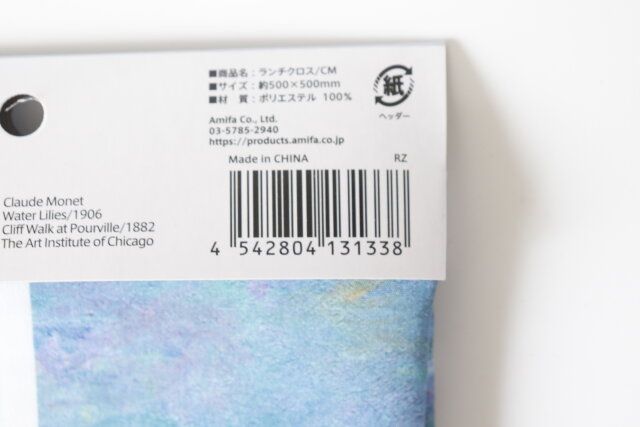 ■商品名：ランチクロス/CM
■サイズ：約500×500mm
■材　質：ポリエステル 100%
Amifa Co., Ltd.
03-5785-2940
https://products.amifa.co.jp
紙
ヘッダー
Made in CHINA RZ
4 542804 131338
Claude Monet
Water Lilies/1906
Cliff Walk at Pourville/1882
The Art Institute of Chicago